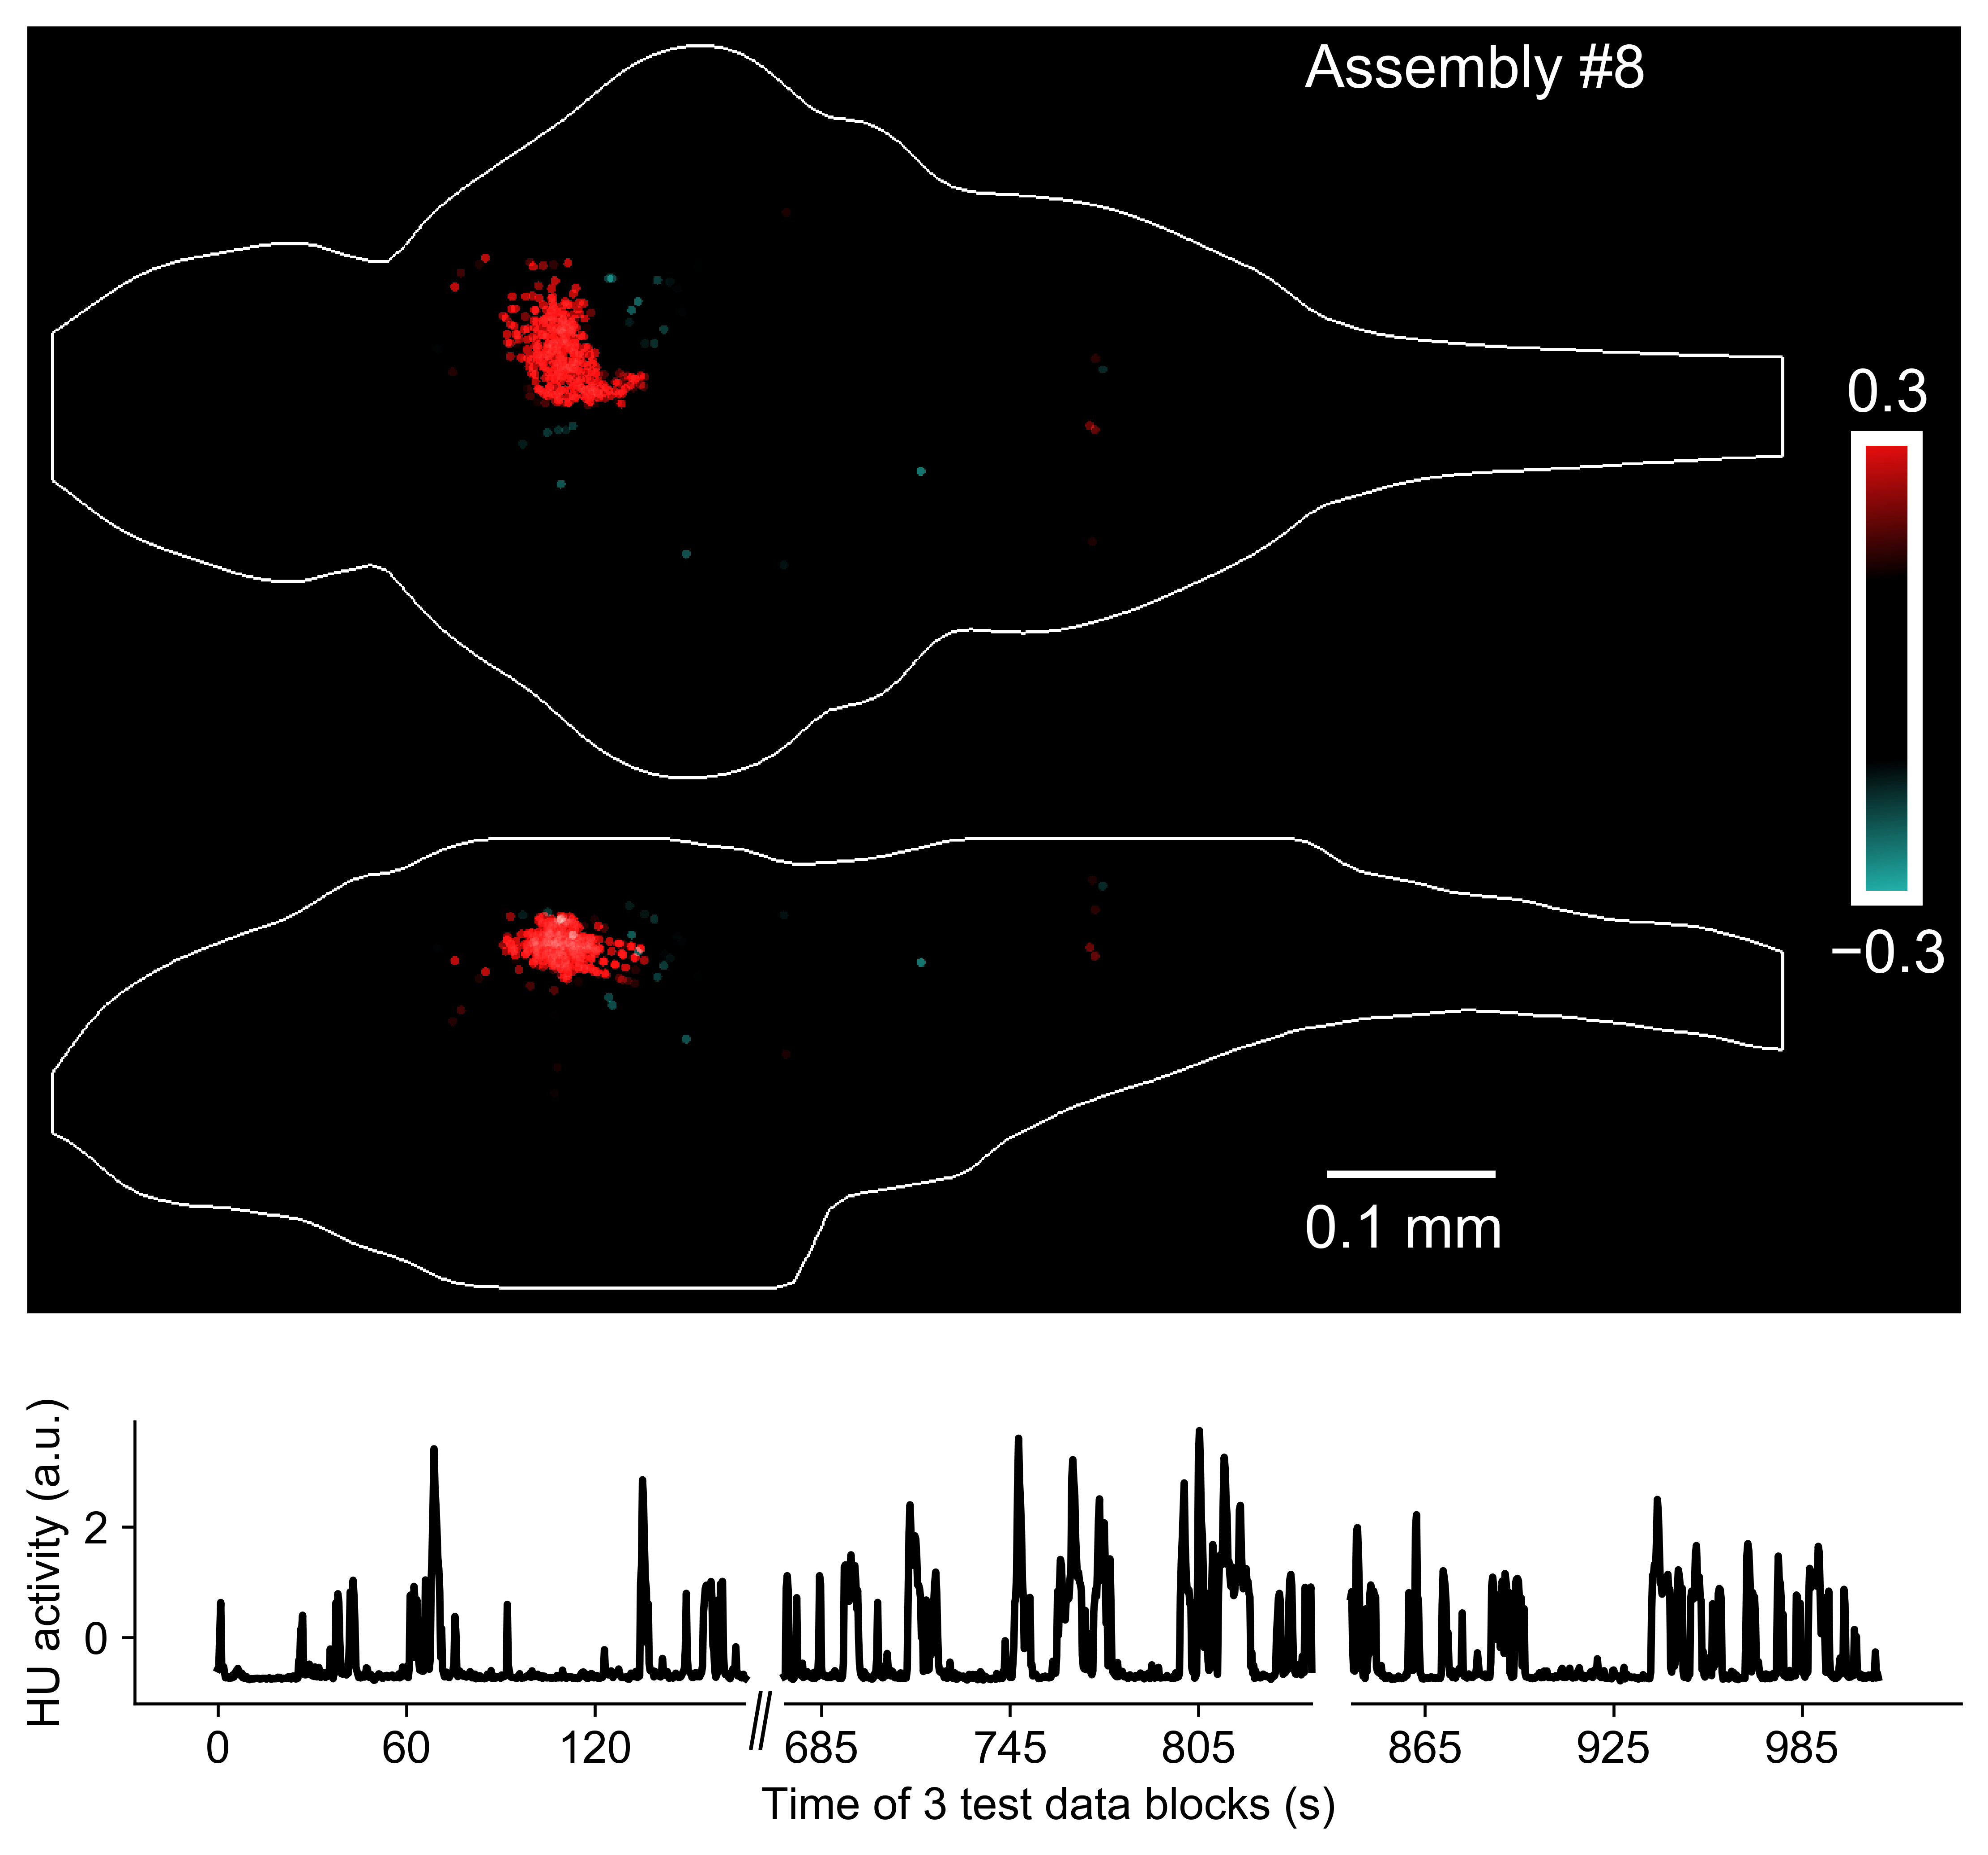 Assembly #8
0.3
−0.3
0.1 mm
HU activity (a.u.)
2
0
0 60 120 685 745 805 865 925 985
Time of 3 test data blocks (s)